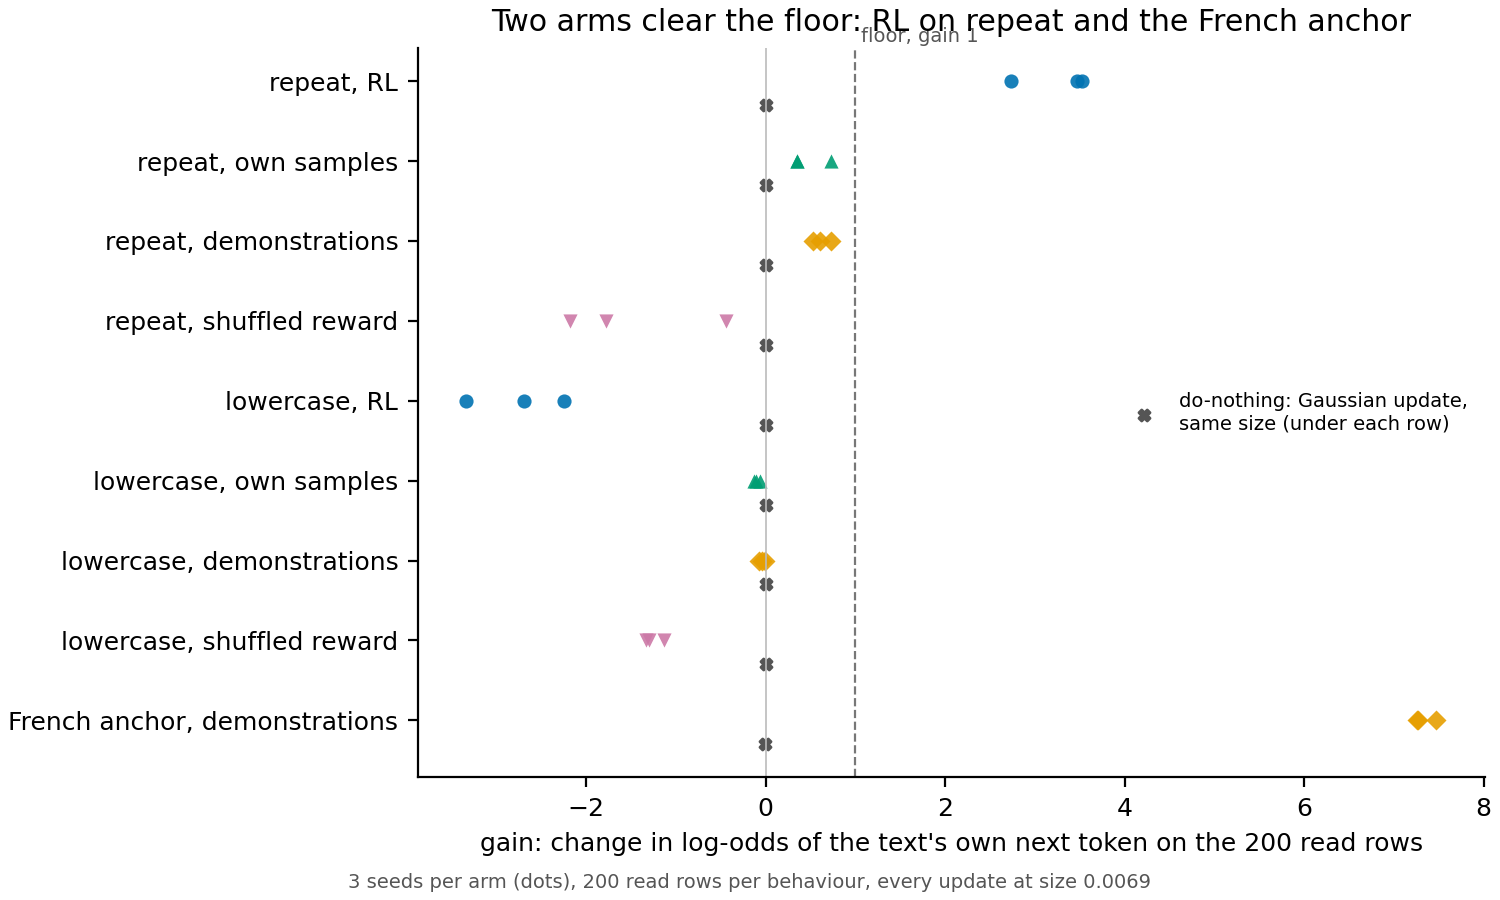 Two arms clear the floor: RL on repeat and the French anchor
floor, gain 1
repeat, RL
repeat, own samples
repeat, demonstrations
repeat, shuffled reward
lowercase, RL
do-nothing: Gaussian update,
same size (under each row)
lowercase, own samples
lowercase, demonstrations
lowercase, shuffled reward
French anchor, demonstrations
−2 0 2 4 6 8
gain: change in log-odds of the text's own next token on the 200 read rows
3 seeds per arm (dots), 200 read rows per behaviour, every update at size 0.0069